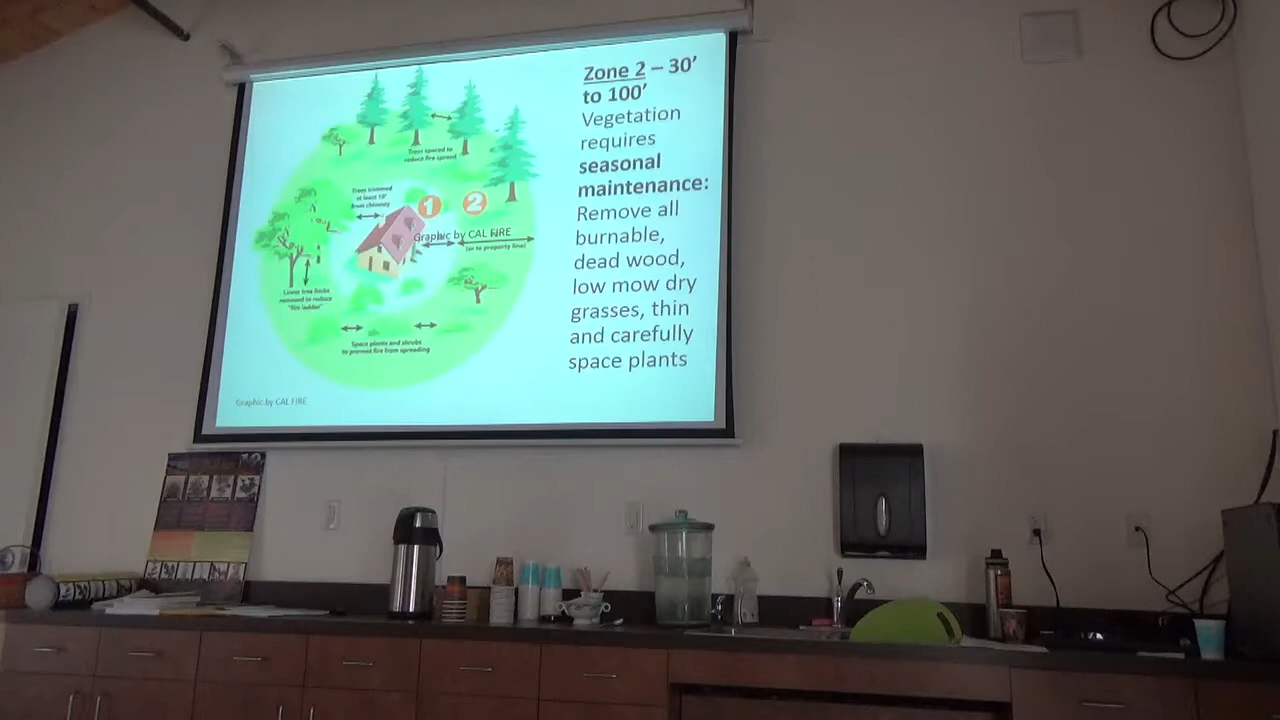 Zone 2 – 30’
to 100’
Vegetation
requires
seasonal
maintenance:
Remove all
burnable,
dead wood,
low mow dry
grasses, thin
and carefully
space plants
Trees spaced to
reduce fire spread
Trees trimmed
at least 10'
from chimney
1
2
Graphic by CAL FIRE
(or to property line)
Lower tree limbs
removed to reduce
"fire ladder"
Space plants and shrubs
to prevent fire from spreading
Graphic by CAL FIRE